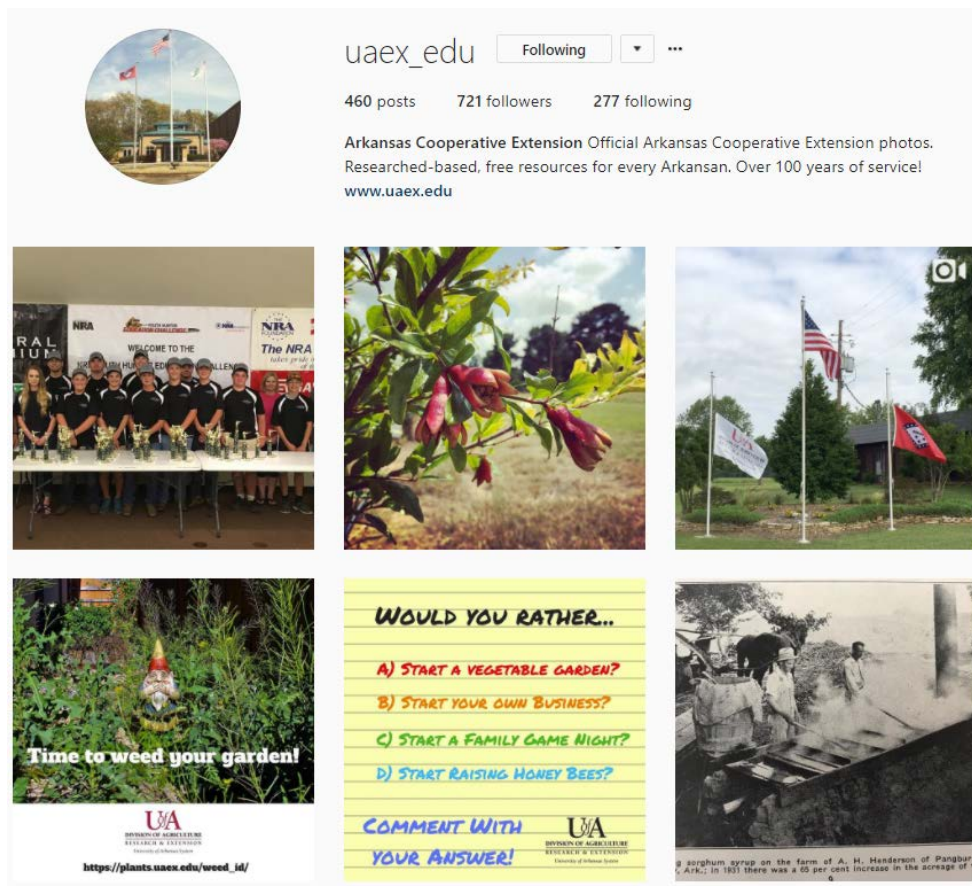 uaex_edu
Following
460 posts 721 followers 277 following
Arkansas Cooperative Extension Official Arkansas Cooperative Extension photos.
Researched-based, free resources for every Arkansan. Over 100 years of service!
www.uaex.edu
NRA
WELCOME TO THE
NRA
The NRA
UofA
Time to weed your garden!
UofA
DIVISION OF AGRICULTURE
RESEARCH & EXTENSION
University of Arkansas System
https://plants.uaex.edu/weed_id/
WOULD YOU RATHER...
A) START A VEGETABLE GARDEN?
B) START YOUR OWN BUSINESS?
C) START A FAMILY GAME NIGHT?
D) START RAISING HONEY BEES?
COMMENT WITH
YOUR ANSWER!
UofA
DIVISION OF AGRICULTURE
RESEARCH & EXTENSION
University of Arkansas System
g sorghum syrup on the farm of A. H. Henderson of Pangbur
, Ark.; in 1931 there was a 65 per cent increase in the acreage of